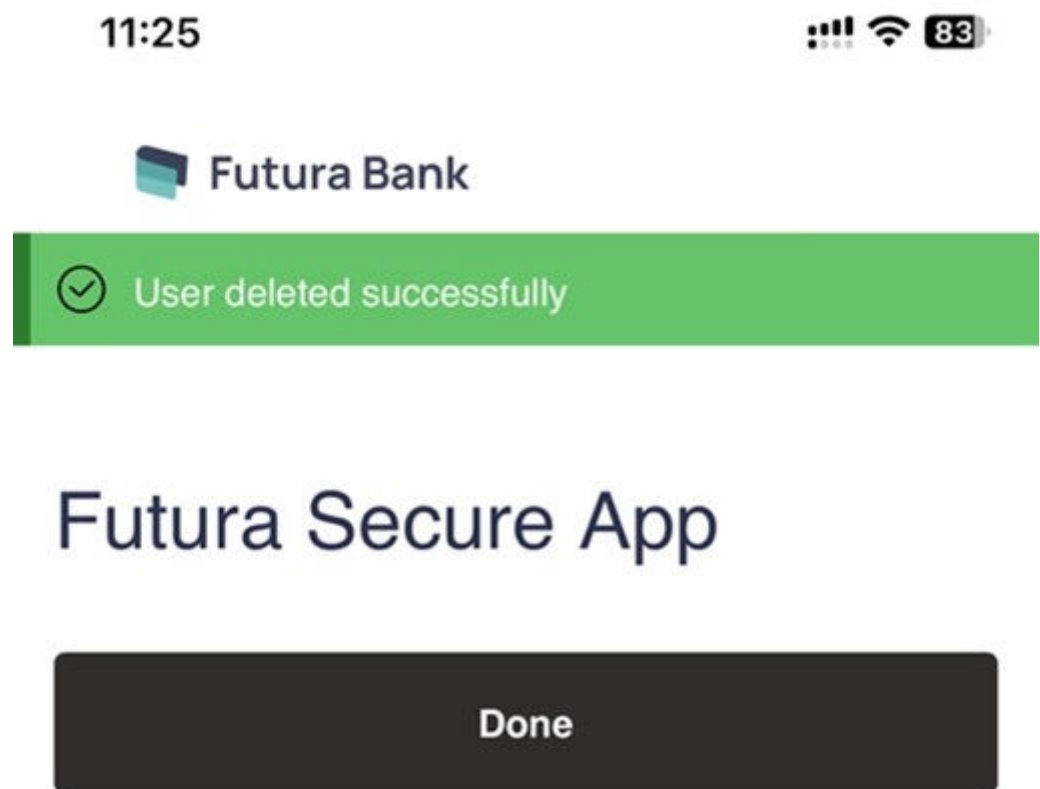 11:25
83
Futura Bank
User deleted successfully
Futura Secure App
Done